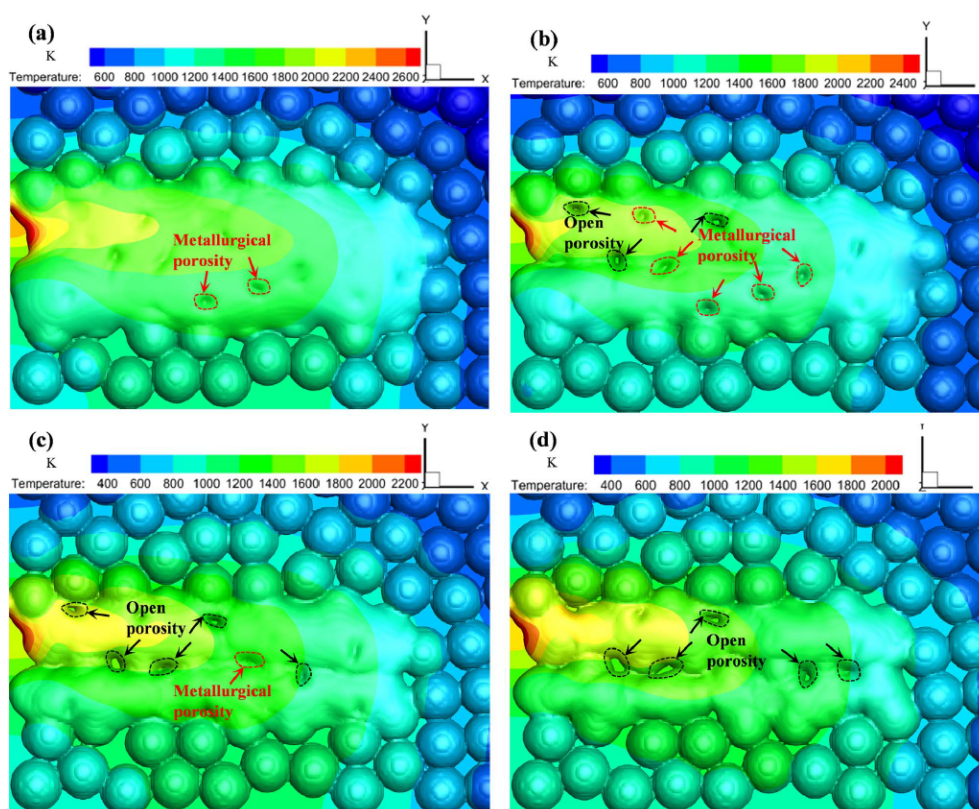 (a)
Y
K
Temperature: 600 800 1000 1200 1400 1600 1800 2000 2200 2400 2600
X
Metallurgical
porosity
(b)
Y
K
Temperature: 600 800 1000 1200 1400 1600 1800 2000 2200 2400
X
Open
porosity
Metallurgical
porosity
(c)
Y
K
Temperature: 400 600 800 1000 1200 1400 1600 1800 2000 2200
X
Open
porosity
Metallurgical
poroxity
(d)
K
Temperature: 400 600 800 1000 1200 1400 1600 1800 2000
Open
porosity